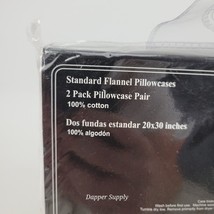 Standard Flannel Pillowcases
2 Pack Pillowcase Pair
100% cotton
Dos fundas estandar 20x30 inches
100% algodón
Dapper Supply